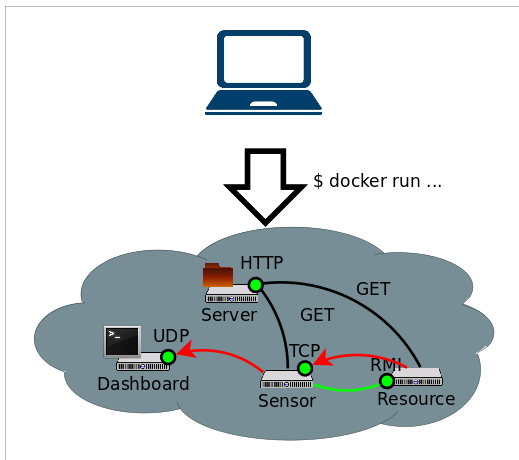 $ docker run ...
HTTP
GET
Server
GET
UDP
TCP
RMI
Dashboard
Sensor
Resource
>_